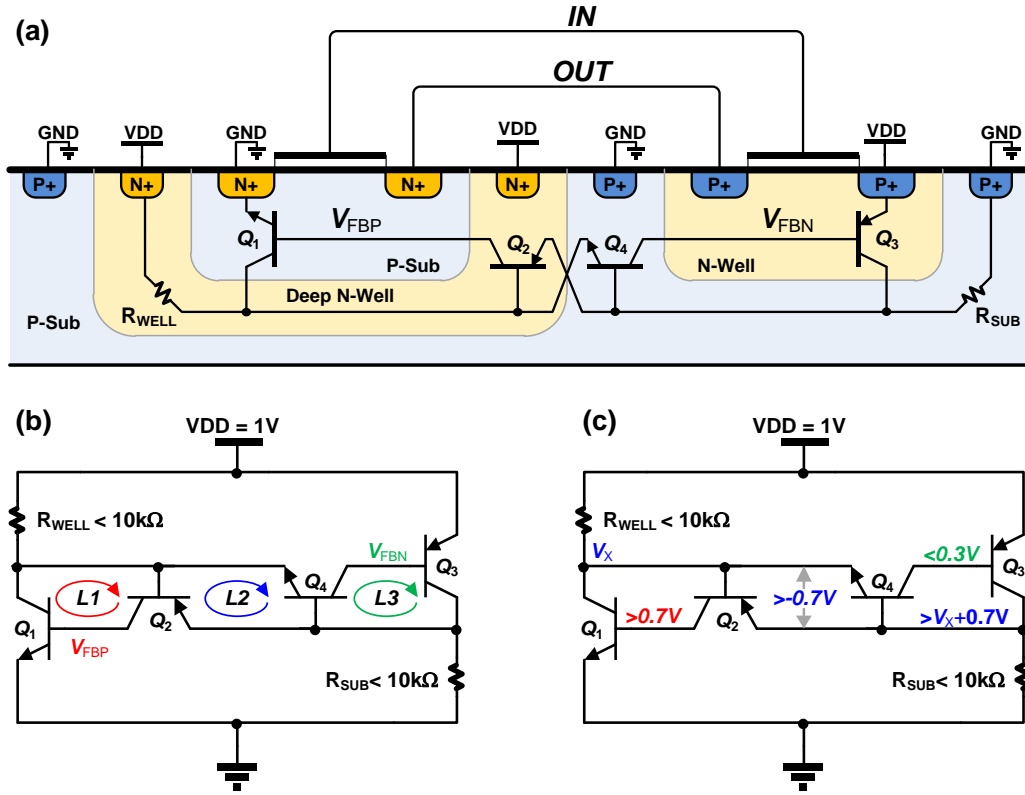 (a)
IN
OUT
GND
VDD
GND
VDD
GND
VDD
GND
P+
N+
N+
N+
N+
P+
P+
P+
P+
Q1
VFBP
Q2
Q4
VFBN
Q3
P-Sub
N-Well
Deep N-Well
P-Sub
RWELL
RSUB
(b)
VDD = 1V
RWELL < 10kΩ
VFBN
Q3
L1
L2
Q4
L3
Q1
Q2
VFBP
RSUB< 10kΩ
(c)
VDD = 1V
RWELL < 10kΩ
VX
<0.3V
Q3
Q4
>-0.7V
Q1
>0.7V
Q2
>VX+0.7V
RSUB< 10kΩ